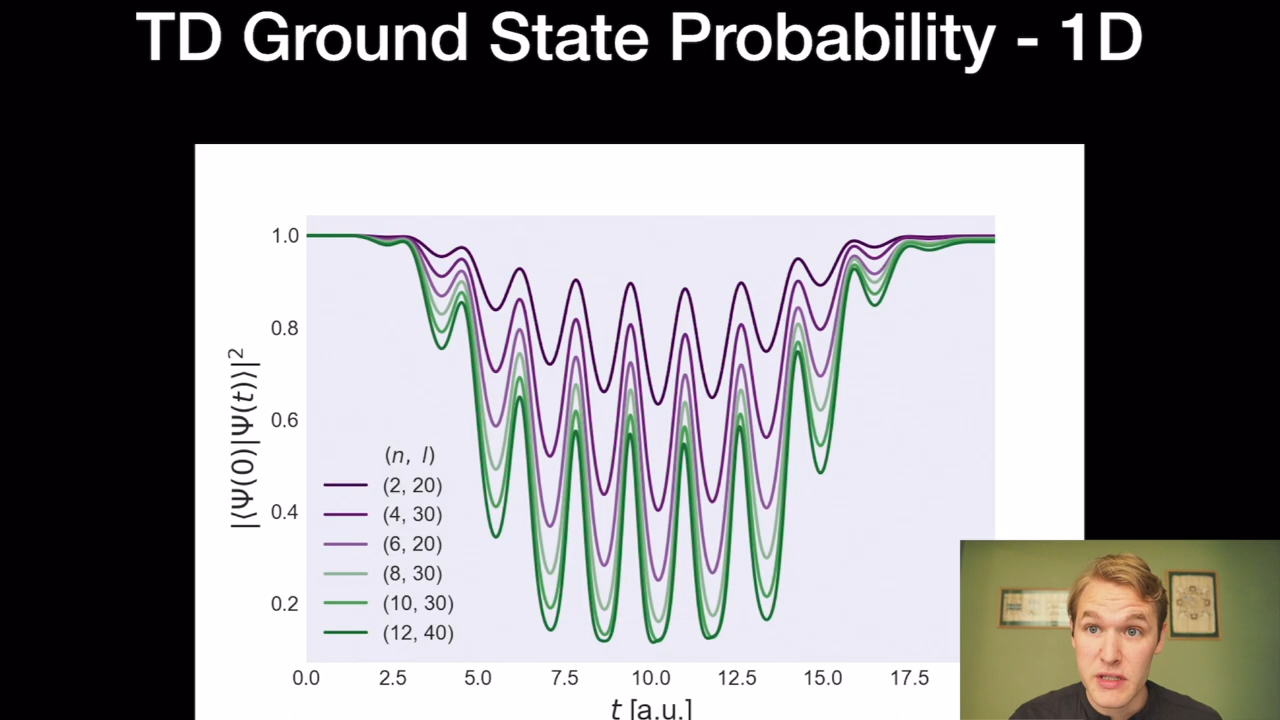 TD Ground State Probability - 1D
1.0
0.8
0.6
0.4
0.2
|⟨Ψ(0)|Ψ(t)⟩|²
(n, l)
(2, 20)
(4, 30)
(6, 20)
(8, 30)
(10, 30)
(12, 40)
0.0 2.5 5.0 7.5 10.0 12.5 15.0 17.5
t [a.u.]